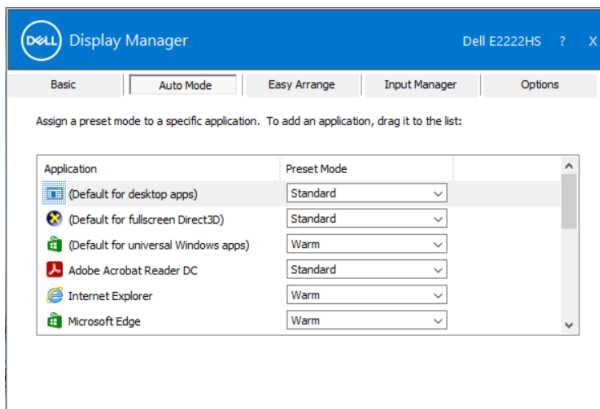 DELL Display Manager Dell E2222HS ? X
Basic Auto Mode Easy Arrange Input Manager Options
Assign a preset mode to a specific application. To add an application, drag it to the list:
Application Preset Mode
(Default for desktop apps) Standard
(Default for fullscreen Direct3D) Standard
(Default for universal Windows apps) Warm
Adobe Acrobat Reader DC Standard
Internet Explorer Warm
Microsoft Edge Warm